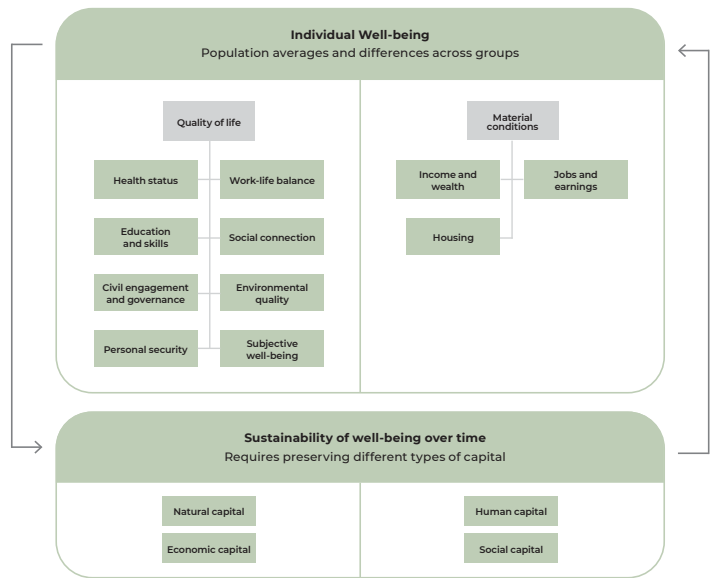 Individual Well-being
Population averages and differences across groups
Quality of life
Health status
Work-life balance
Education
and skills
Social connection
Civil engagement
and governance
Environmental
quality
Personal security
Subjective
well-being
Material
conditions
Income and
wealth
Jobs and
earnings
Housing
Sustainability of well-being over time
Requires preserving different types of capital
Natural capital
Economic capital
Human capital
Social capital